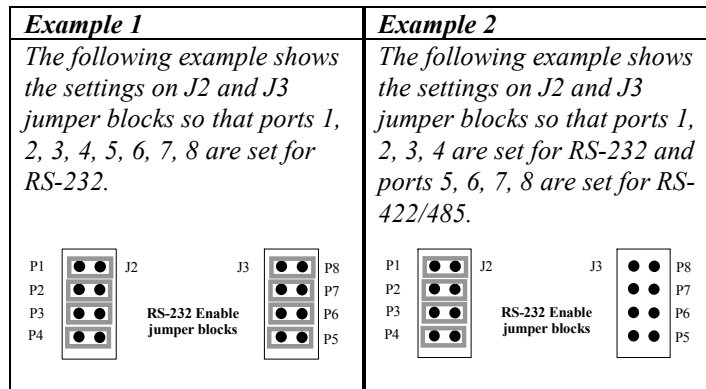 Example 1
The following example shows
the settings on J2 and J3
jumper blocks so that ports 1,
2, 3, 4, 5, 6, 7, 8 are set for
RS-232.
P1 J2 J3 P8
P2 P7
P3 RS-232 Enable P6
P4 jumper blocks P5
Example 2
The following example shows
the settings on J2 and J3
jumper blocks so that ports 1,
2, 3, 4 are set for RS-232 and
ports 5, 6, 7, 8 are set for RS-
422/485.
P1 J2 J3 P8
P2 P7
P3 RS-232 Enable P6
P4 jumper blocks P5